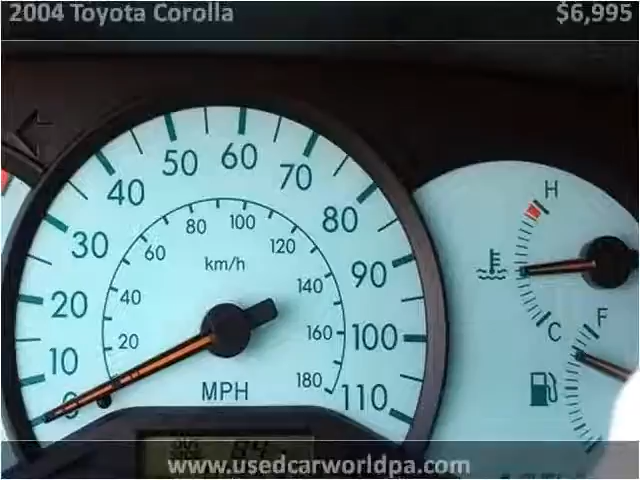 2004 Toyota Corolla $6,995
H
60
50 70
40 80
100
80 120
60
30 km/h 90
140
40
20 F
160 100 C
20
10
180
MPH 110
0
www.usedcarworldpa.com